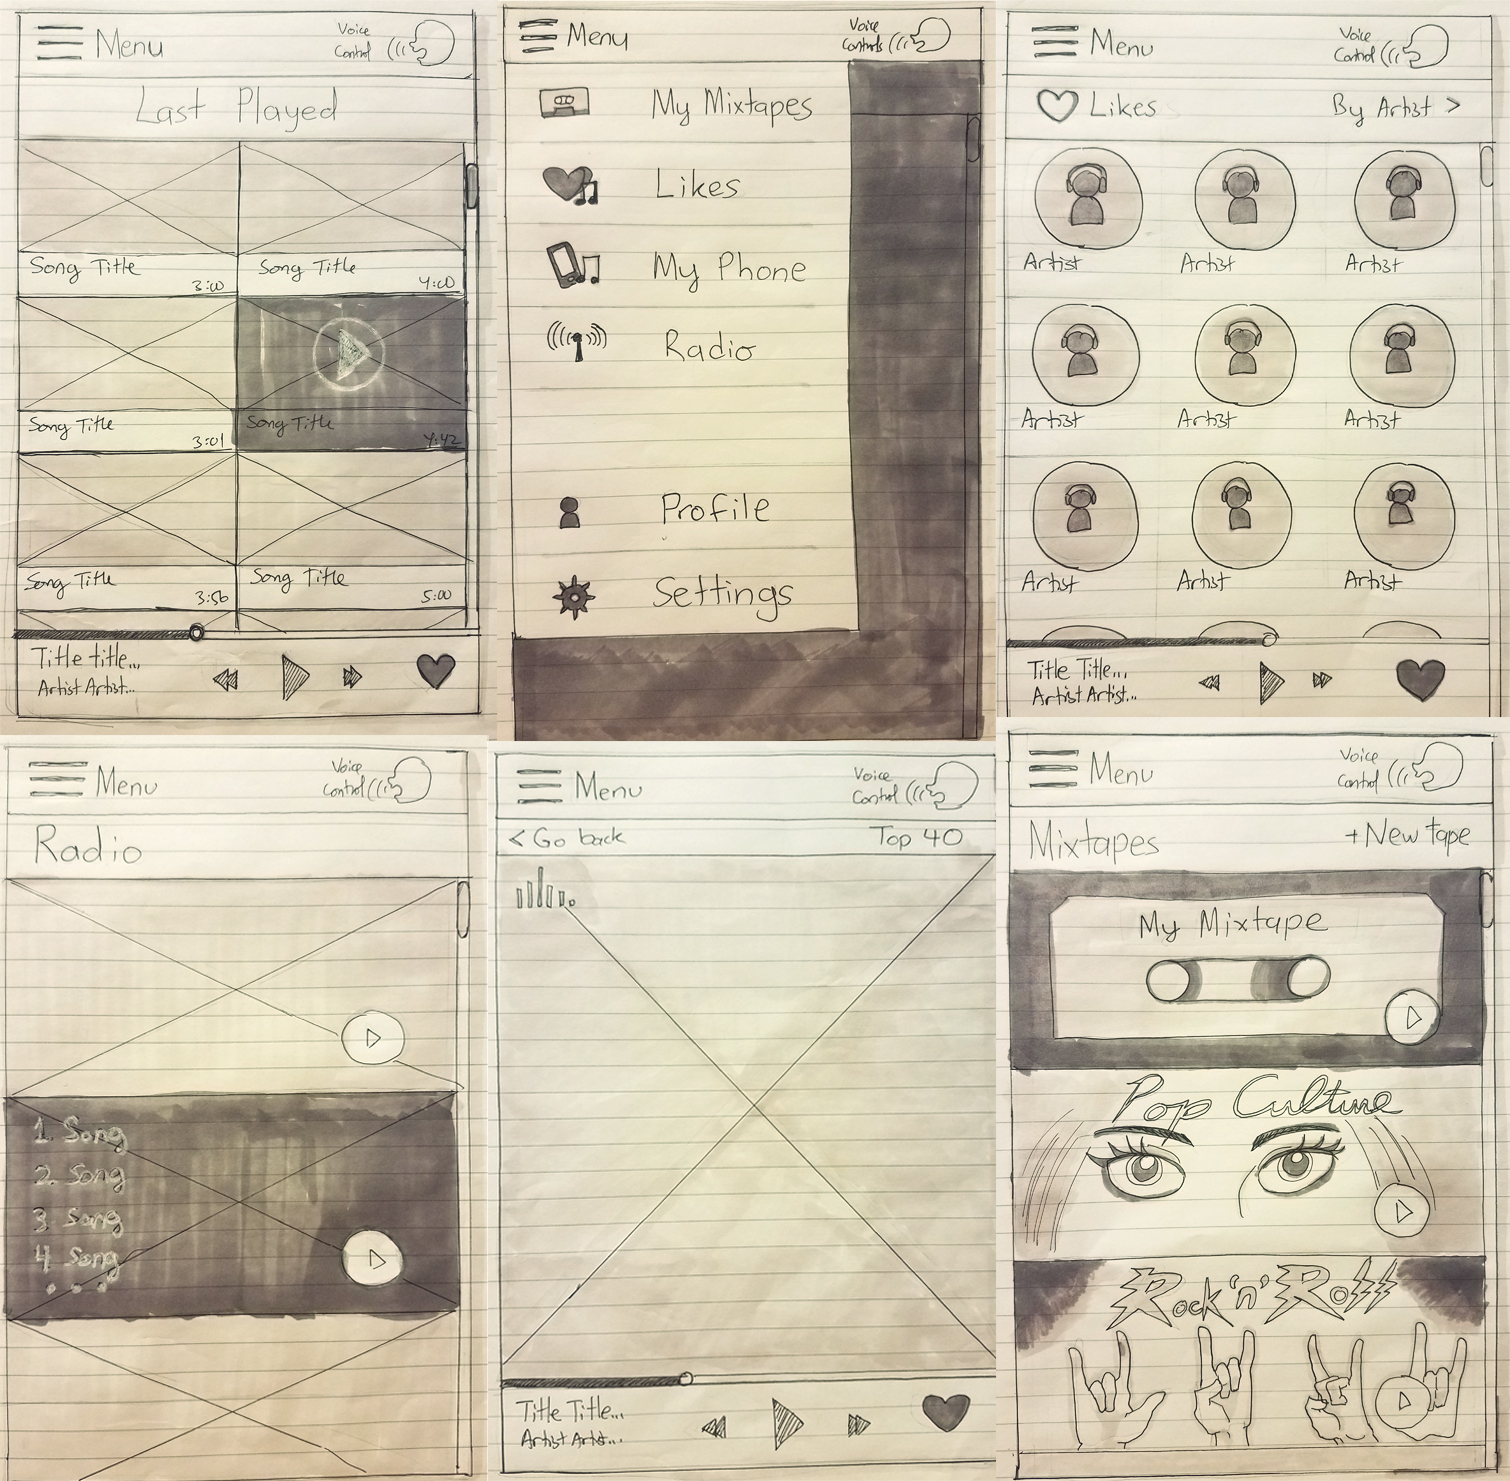 Menu
Voice
Control
Last Played
Song Title
3:00
Song Title
4:00
Song Title
3:01
Song Title
4:42
Song Title
3:56
Song Title
5:00
Title title...
Artist Artist...
Menu
Voice
Controls
My Mixtapes
Likes
My Phone
Radio
Profile
Settings
Menu
Voice
Control
Likes
By Artist >
Artist
Artist
Artist
Artist
Artist
Artist
Artist
Artist
Artist
Title Title...
Artist Artist...
Menu
Voice
Control
Radio
1. Song
2. Song
3. Song
4. Song
...
Menu
Voice
Control
< Go back
Top 40
Title Title...
Artist Artist...
Menu
Voice
Control
Mixtapes
+ New tape
My Mixtape
Pop Culture
Rock 'n' Roll